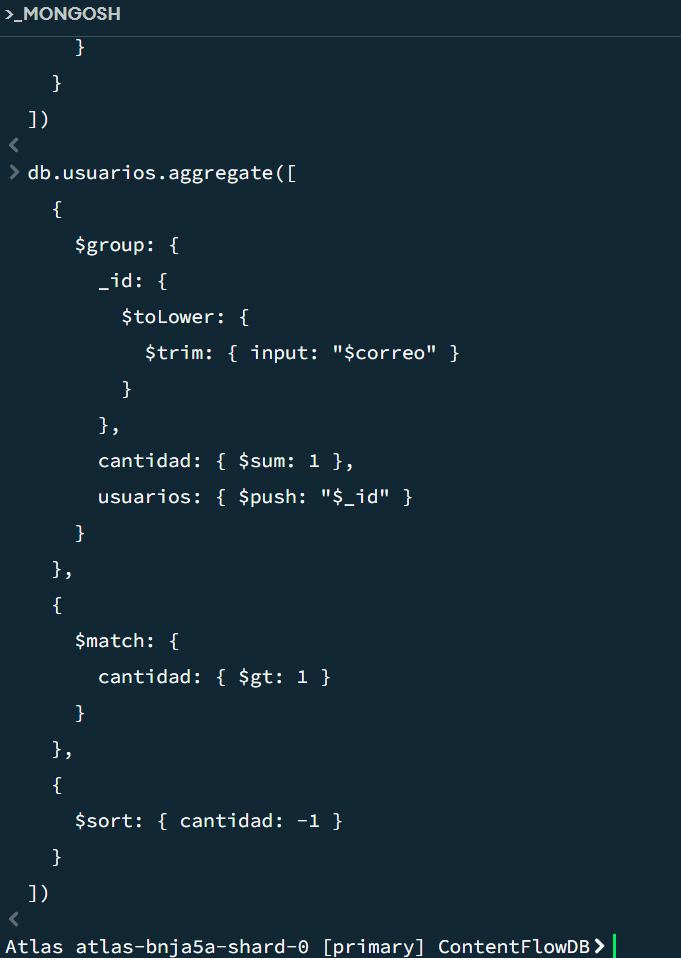 >_MONGOSH
}
}
])
db.usuarios.aggregate([
{
$group: {
_id: {
$toLower: {
$trim: { input: "$correo" }
}
},
cantidad: { $sum: 1 },
usuarios: { $push: "$_id" }
}
},
{
$match: {
cantidad: { $gt: 1 }
}
},
{
$sort: { cantidad: -1 }
}
])
Atlas atlas-bnja5a-shard-0 [primary] ContentFlowDB>